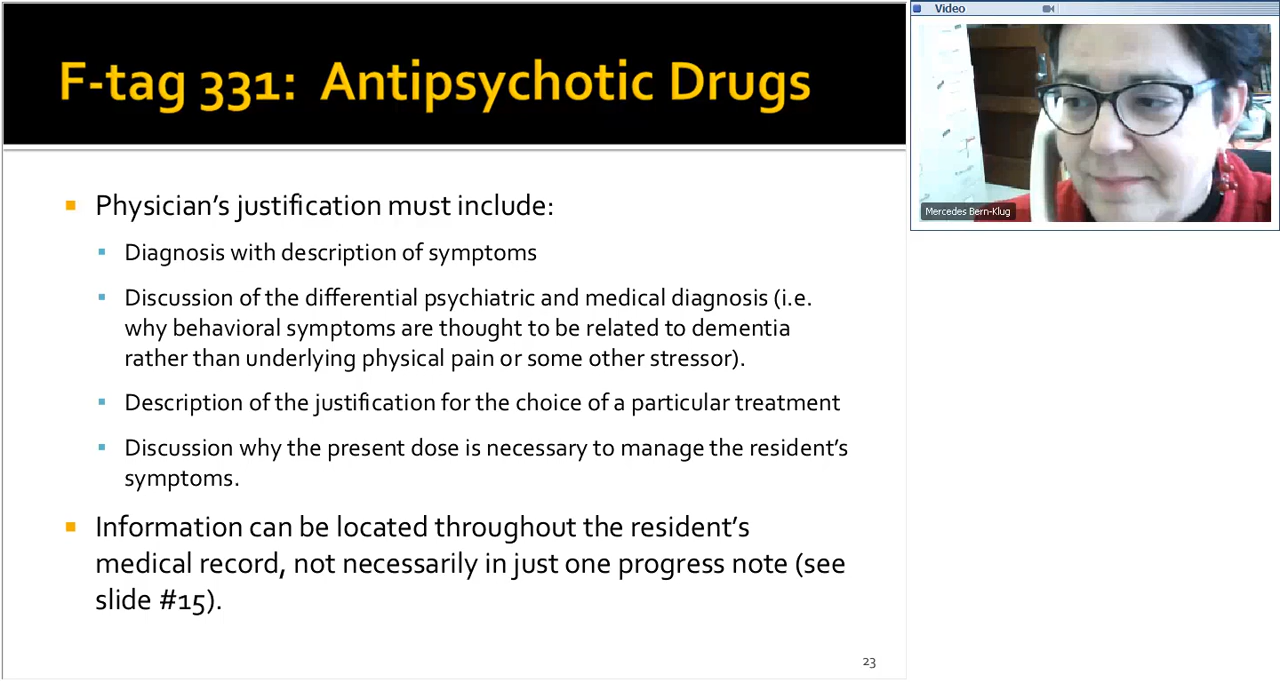 F-tag 331:  Antipsychotic Drugs
Physician's justification must include:
Diagnosis with description of symptoms
Discussion of the differential psychiatric and medical diagnosis (i.e.
why behavioral symptoms are thought to be related to dementia
rather than underlying physical pain or some other stressor).
Description of the justification for the choice of a particular treatment
Discussion why the present dose is necessary to manage the resident's
symptoms.
Information can be located throughout the resident's
medical record, not necessarily in just one progress note (see
slide #15).
23
Video
Mercedes Bern-Klug